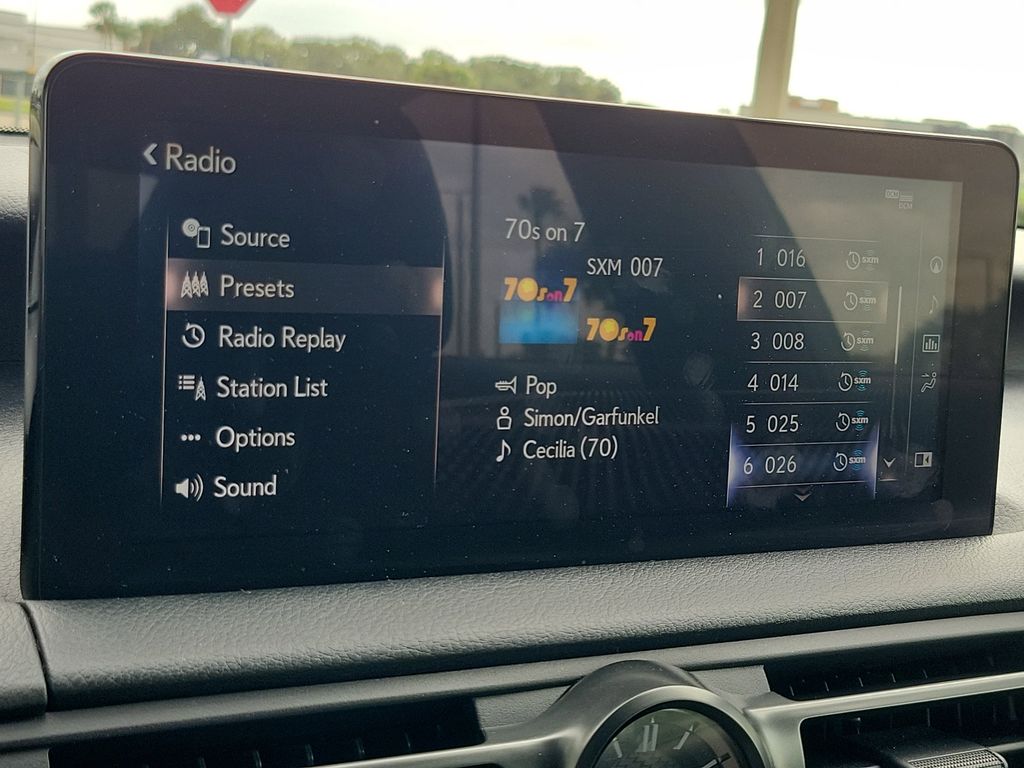 Radio
Source
Presets
Radio Replay
Station List
Options
Sound
70s on 7
SXM 007
70s on 7
70s on 7
Pop
Simon/Garfunkel
Cecilia (70)
1 016 sxm
2 007 sxm
3 008 sxm
4 014 sxm
5 025 sxm
6 026 sxm
DCM
DCM